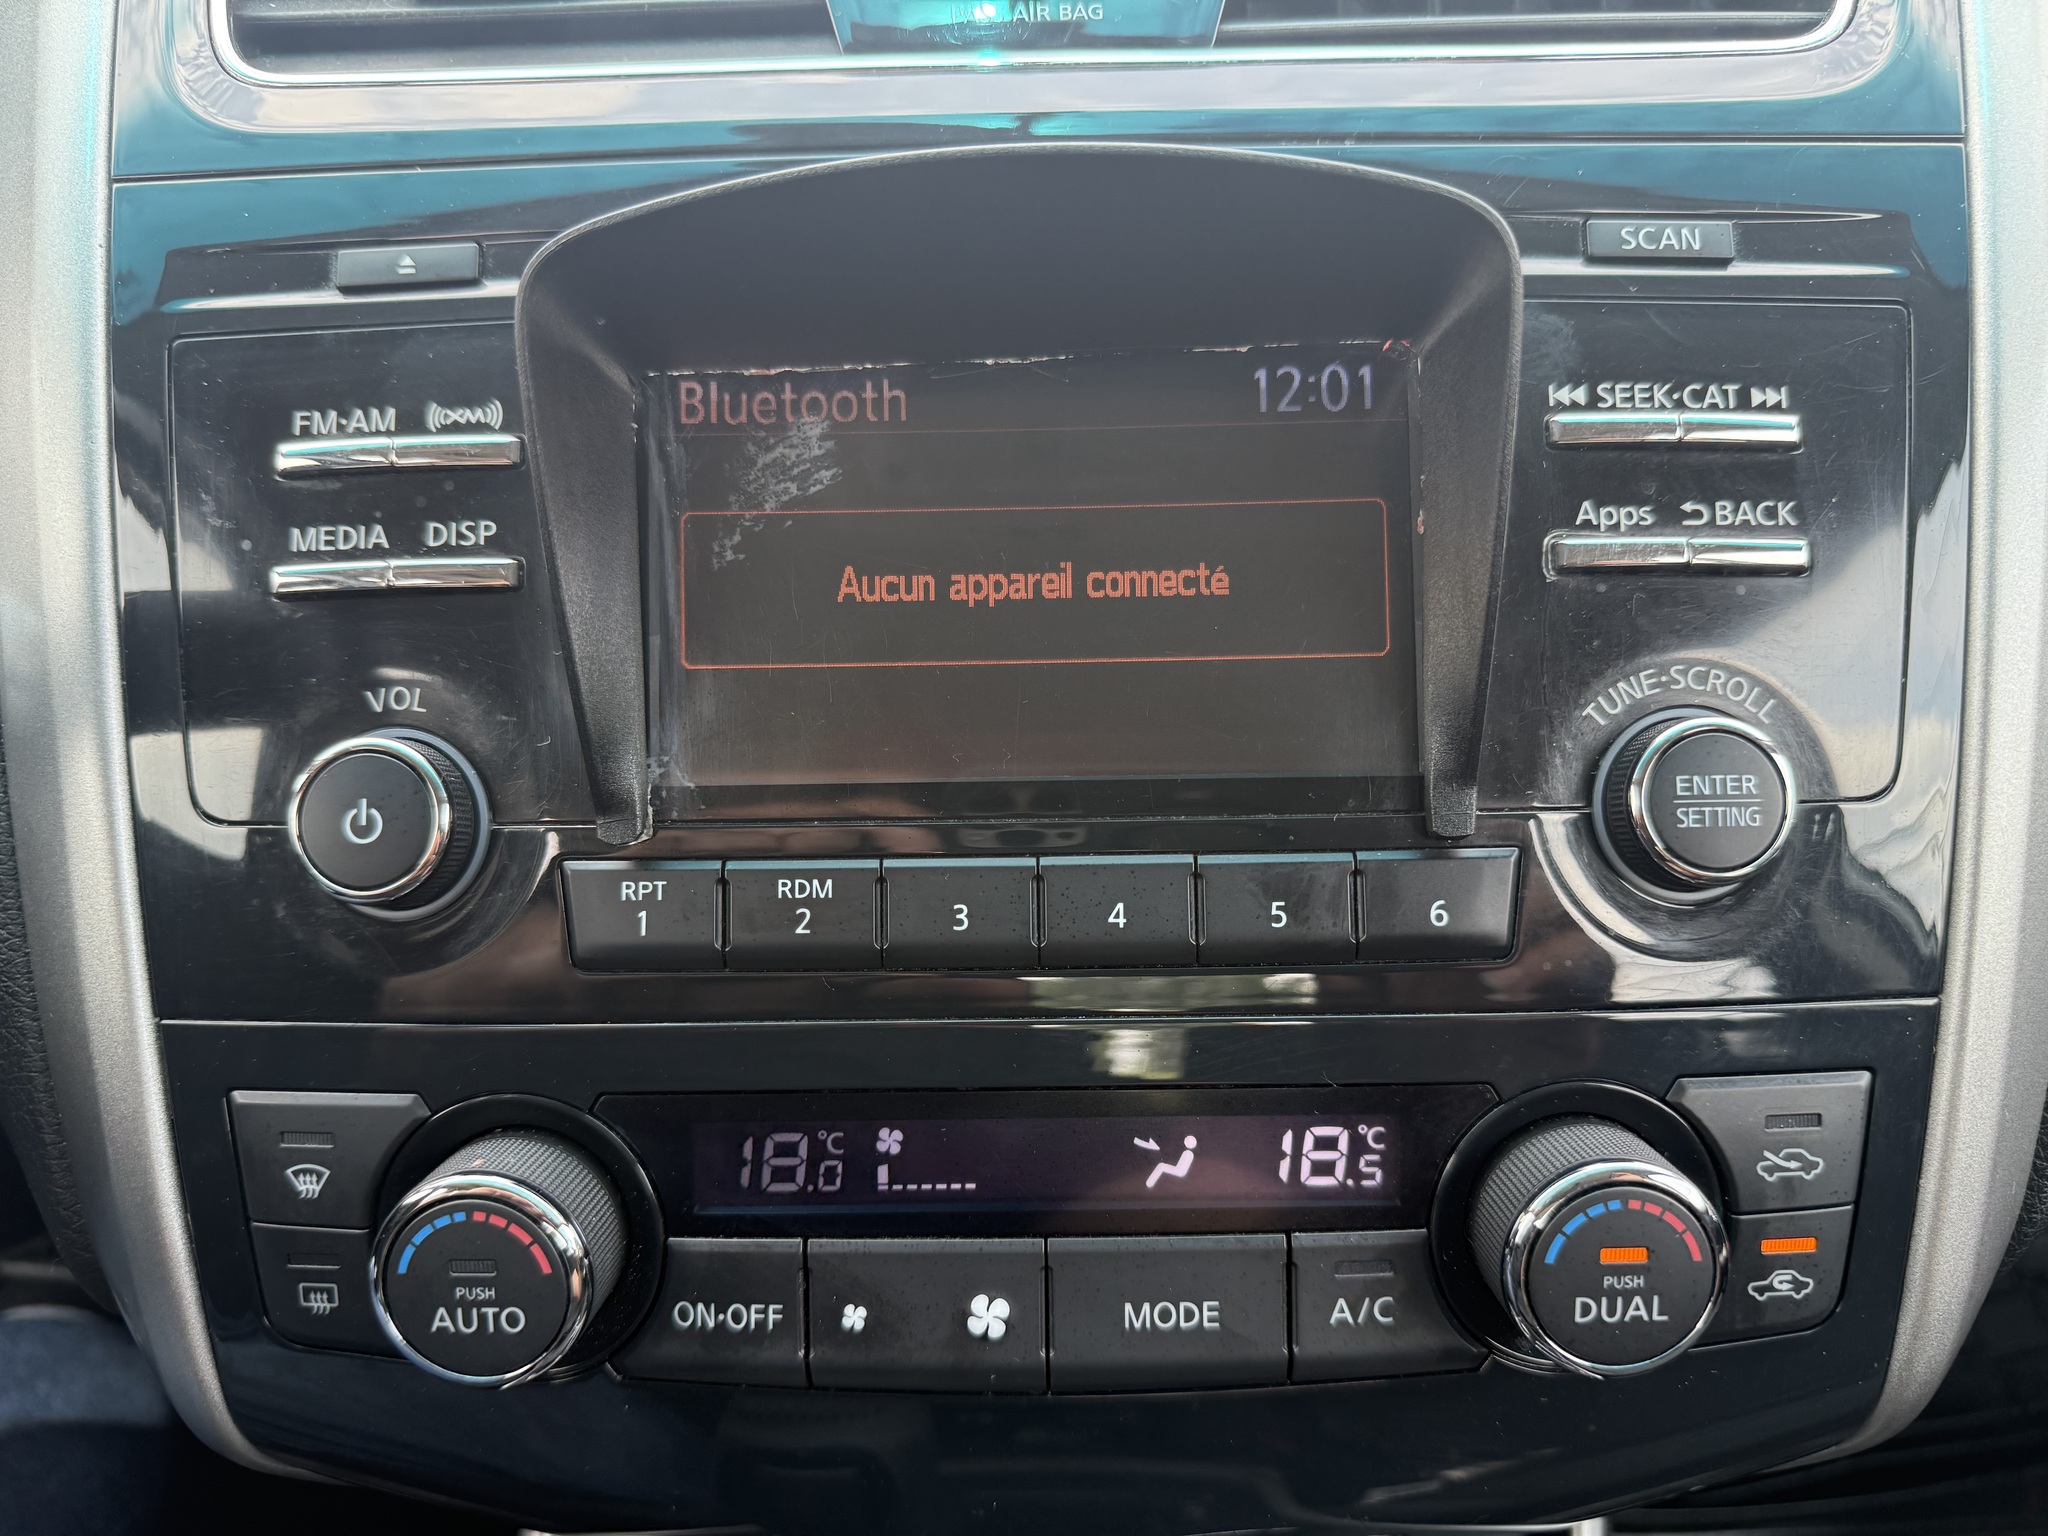 AIR BAG
SCAN
Bluetooth 12:01
FM·AM XM
SEEK·CAT
MEDIA DISP
Apps BACK
Aucun appareil connecté
VOL
TUNE·SCROLL
ENTER
SETTING
RPT RDM
1 2 3 4 5 6
18.0 °C 18.5 °C
PUSH
AUTO
ON·OFF
MODE
A/C
PUSH
DUAL